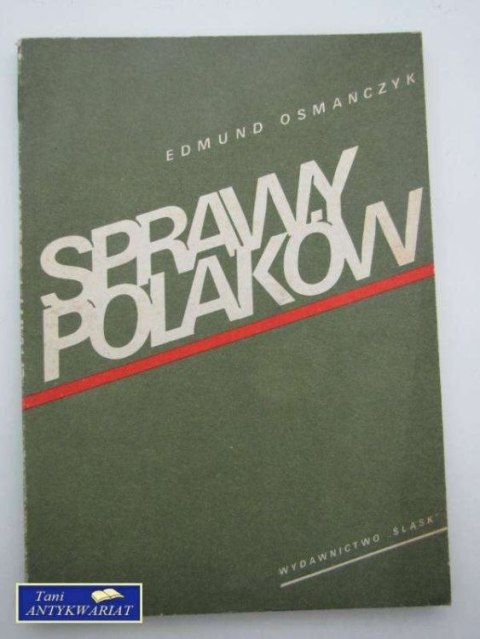 EDMUND OSMAŃCZYK
SPRAWY
POLAKÓW
WYDAWNICTWO „ŚLĄSK”
Tani
ANTYKWARIAT